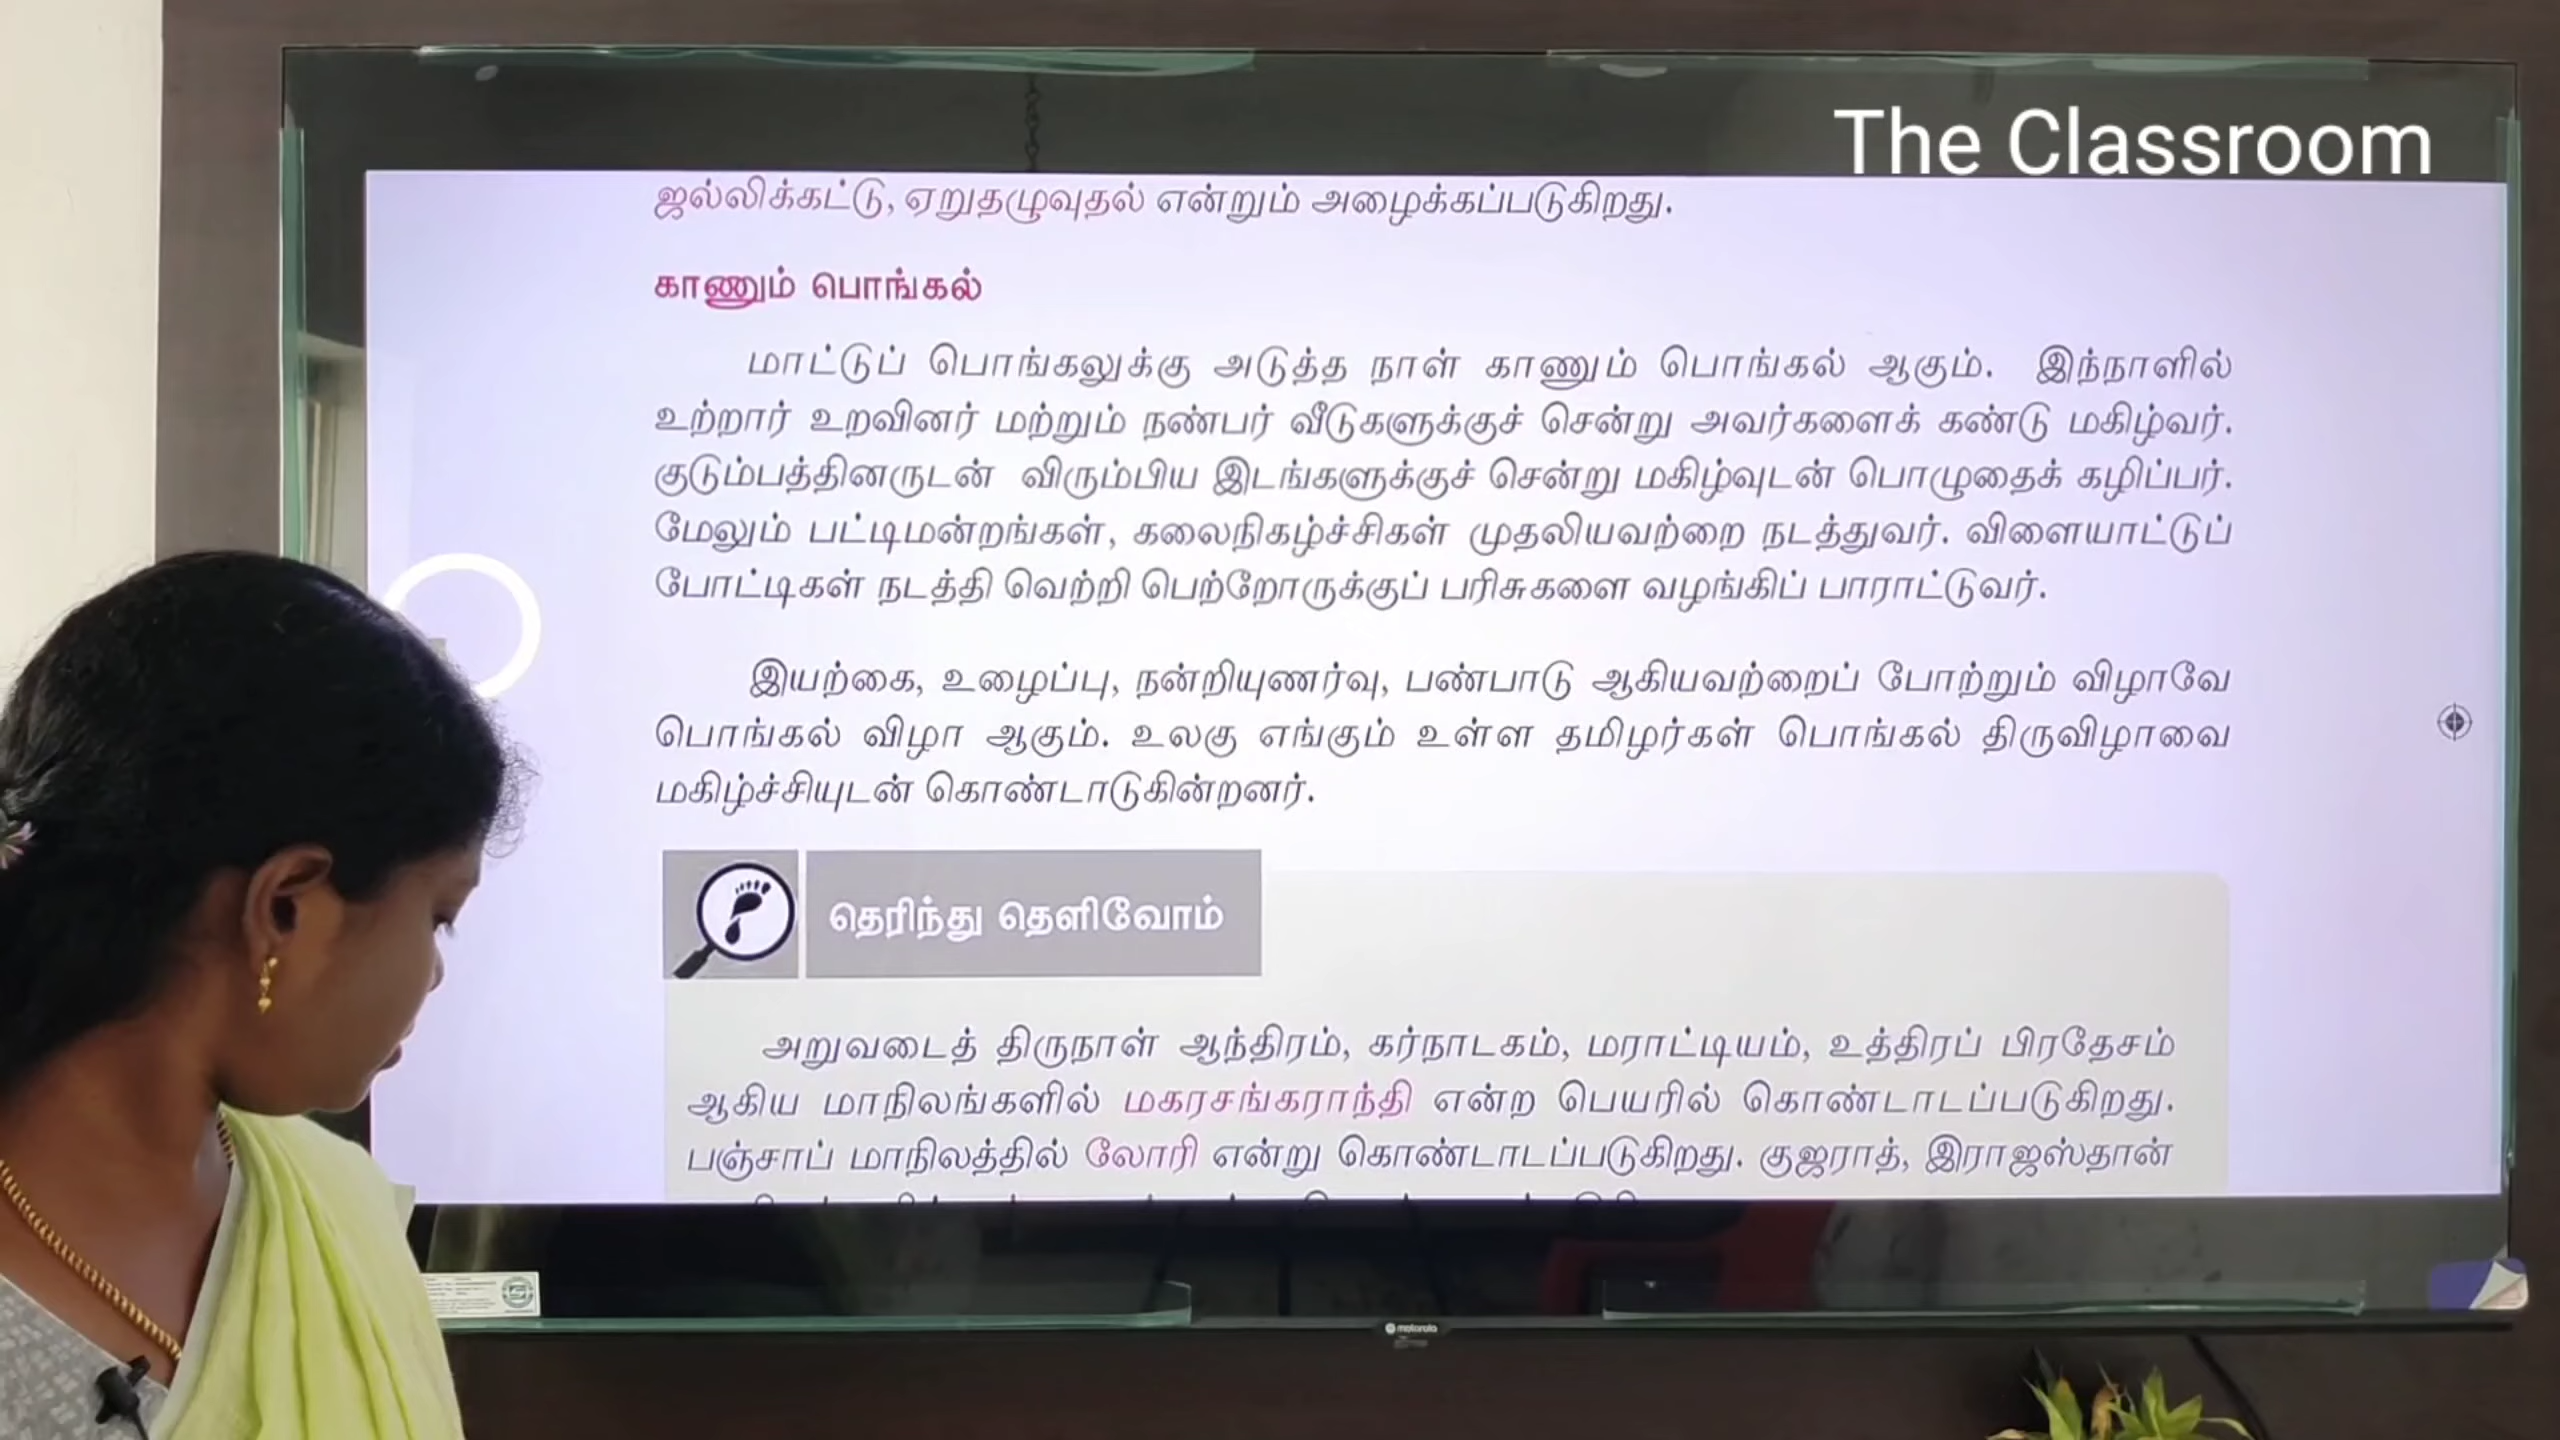 The Classroom
ஜல்லிக்கட்டு, ஏறுதழுவுதல் என்றும் அழைக்கப்படுகிறது.
காணும் பொங்கல்
மாட்டுப் பொங்கலுக்கு அடுத்த நாள் காணும் பொங்கல் ஆகும். இந்நாளில்
உற்றார் உறவினர் மற்றும் நண்பர் வீடுகளுக்குச் சென்று அவர்களைக் கண்டு மகிழ்வர்.
குடும்பத்தினருடன் விரும்பிய இடங்களுக்குச் சென்று மகிழ்வுடன் பொழுதைக் கழிப்பர்.
மேலும் பட்டிமன்றங்கள், கலைநிகழ்ச்சிகள் முதலியவற்றை நடத்துவர். விளையாட்டுப்
போட்டிகள் நடத்தி வெற்றி பெற்றோருக்குப் பரிசுகளை வழங்கிப் பாராட்டுவர்.
இயற்கை, உழைப்பு, நன்றியுணர்வு, பண்பாடு ஆகியவற்றைப் போற்றும் விழாவே
பொங்கல் விழா ஆகும். உலகு எங்கும் உள்ள தமிழர்கள் பொங்கல் திருவிழாவை
மகிழ்ச்சியுடன் கொண்டாடுகின்றனர்.
தெரிந்து தெளிவோம்
அறுவடைத் திருநாள் ஆந்திரம், கர்நாடகம், மராட்டியம், உத்திரப் பிரதேசம்
ஆகிய மாநிலங்களில் மகரசங்கராந்தி என்ற பெயரில் கொண்டாடப்படுகிறது.
பஞ்சாப் மாநிலத்தில் லோரி என்று கொண்டாடப்படுகிறது. குஜராத், இராஜஸ்தான்
motorola